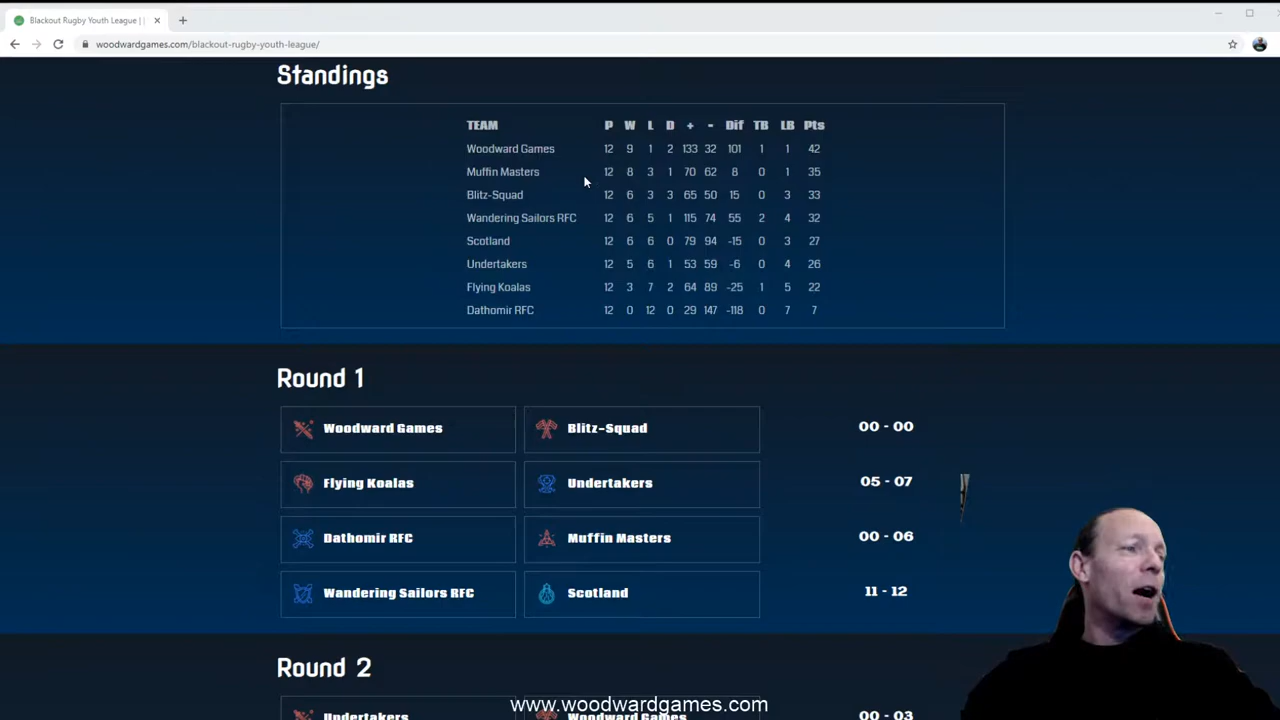 Blackout Rugby Youth League |
woodwardgames.com/blackout-rugby-youth-league/
Standings
TEAM P W L D + - Dif TB LB Pts
Woodward Games 12 9 1 2 133 32 101 1 1 42
Muffin Masters 12 8 3 1 70 62 8 0 1 35
Blitz-Squad 12 6 3 3 65 50 15 0 3 33
Wandering Sailors RFC 12 6 5 1 115 74 55 2 4 32
Scotland 12 6 6 0 79 94 -15 0 3 27
Undertakers 12 5 6 1 53 59 -6 0 4 26
Flying Koalas 12 3 7 2 64 89 -25 1 5 22
Dathomir RFC 12 0 12 0 29 147 -118 0 7 7
Round 1
Woodward Games Blitz-Squad 00 - 00
Flying Koalas Undertakers 05 - 07
Dathomir RFC Muffin Masters 00 - 06
Wandering Sailors RFC Scotland 11 - 12
Round 2
Undertakers Woodward Games 00 - 03
www.woodwardgames.com